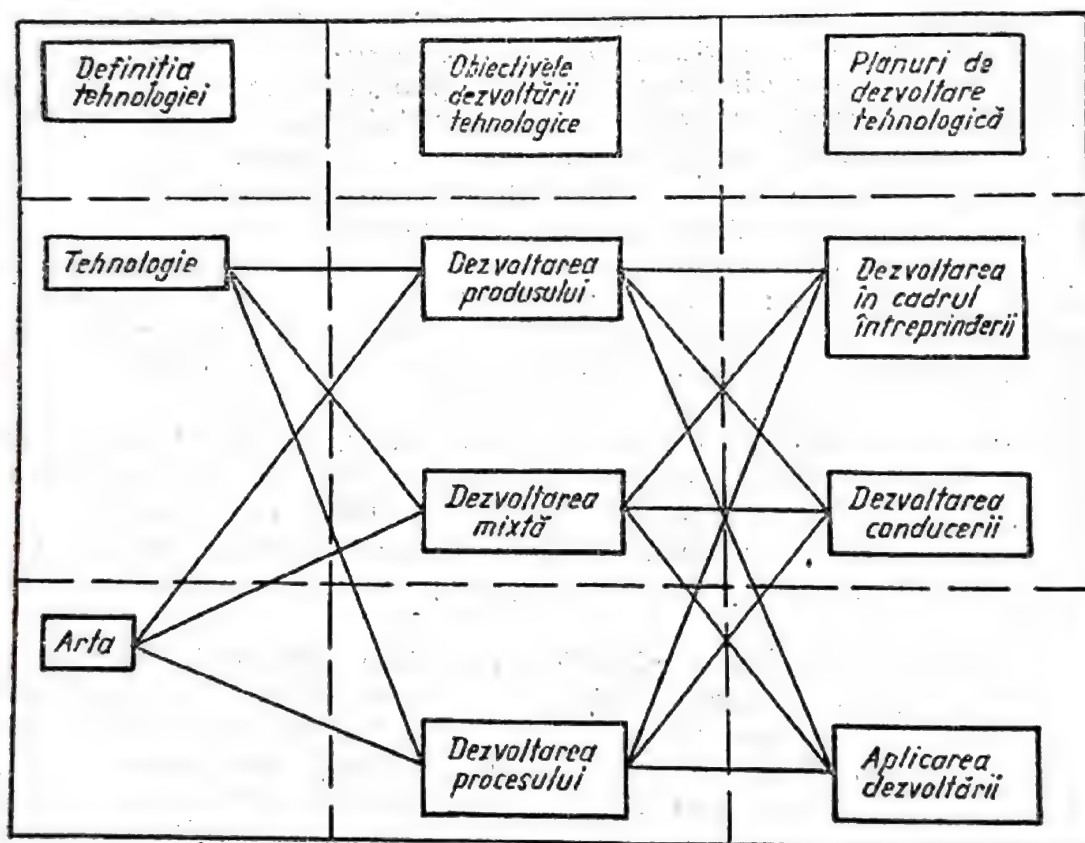 Definitia
tehnologiei
Obiectivele
dezvoltării
tehnologice
Planuri de
dezvoltare
tehnologică
Tehnologie
Dezvoltarea
produsului
Dezvoltarea
în cadrul
întreprinderii
Dezvoltarea
mixtă
Dezvoltarea
conducerii
Arta
Dezvoltarea
procesului
Aplicarea
dezvoltării